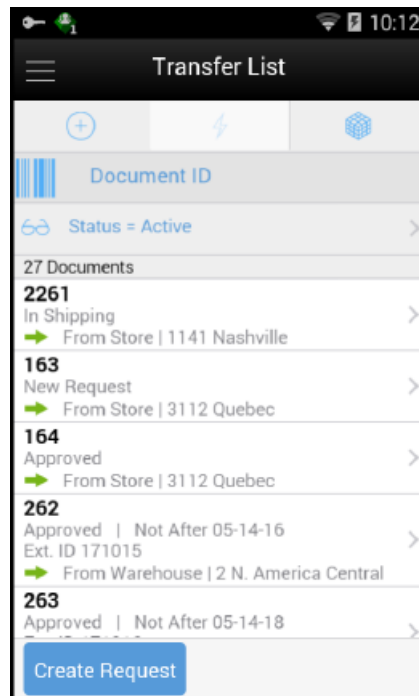 1
10:12
Transfer List
Document ID
Status = Active
27 Documents
2261
In Shipping
From Store | 1141 Nashville
163
New Request
From Store | 3112 Quebec
164
Approved
From Store | 3112 Quebec
262
Approved | Not After 05-14-16
Ext. ID 171015
From Warehouse | 2 N. America Central
263
Approved | Not After 05-14-18
Create Request